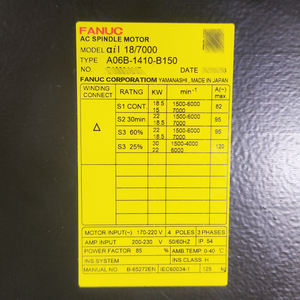 FANUC
AC SPINDLE MOTOR
MODEL αiI 18/7000
TYPE A06B-1410-B150
NO DATE
FANUC CORPORATIOM YAMANASHI, MADE IN JAPAN
WINDING CONNECT RATNG KW min-1 A(~) MAX.
S1 CONT. 18.5 1500-6000 82
15 7000
S2 30min 22 1500-6000 95
18.5 7000
S3 60% 22 1500-6000 95
18.5 7000
S3 25% 30 1500-4000 120
22 6000
△
MOTOR INPUT(~) 170-220 V 4 POLES 3 PHASES
AMP.INPUT 200-230 V 50/60HZ IP 54
POWER FACTOR 85 % AMB.TEMP. 0-40 ℃
INS SYSTEM INS CLASS H
MANUAL NO B-65272EN IEC60034-1 125 kg